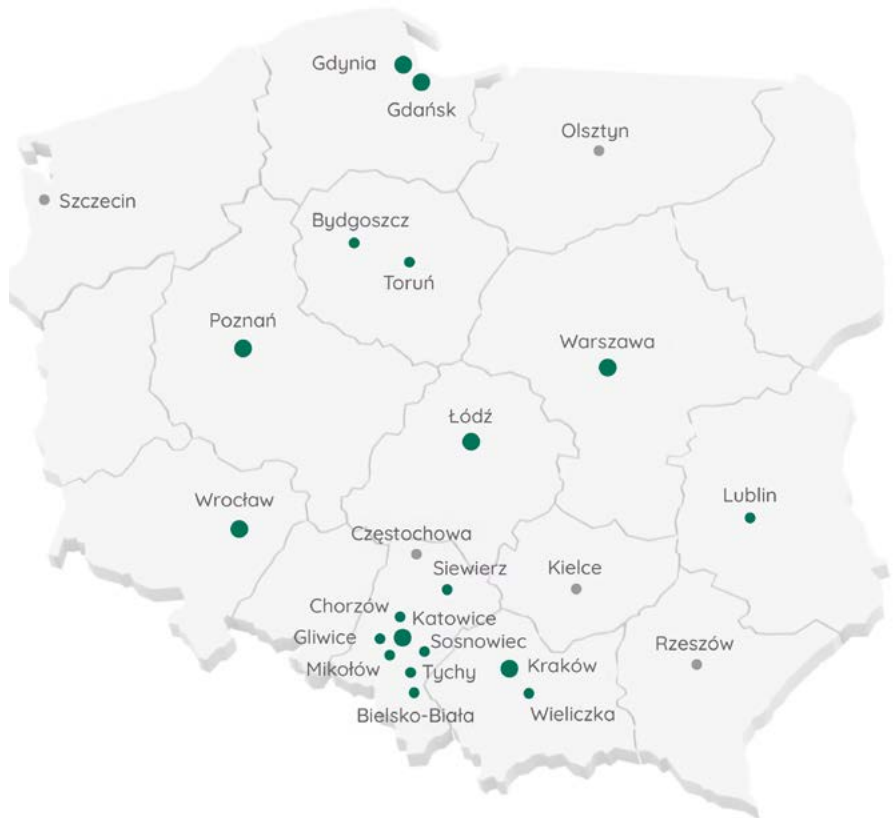 Gdynia
Gdańsk
Olsztyn
Szczecin
Bydgoszcz
Toruń
Poznań
Warszawa
Łódź
Wrocław
Lublin
Częstochowa
Siewierz
Kielce
Chorzów
Katowice
Gliwice
Sosnowiec
Rzeszów
Mikołów
Tychy
Kraków
Bielsko-Biała
Wieliczka